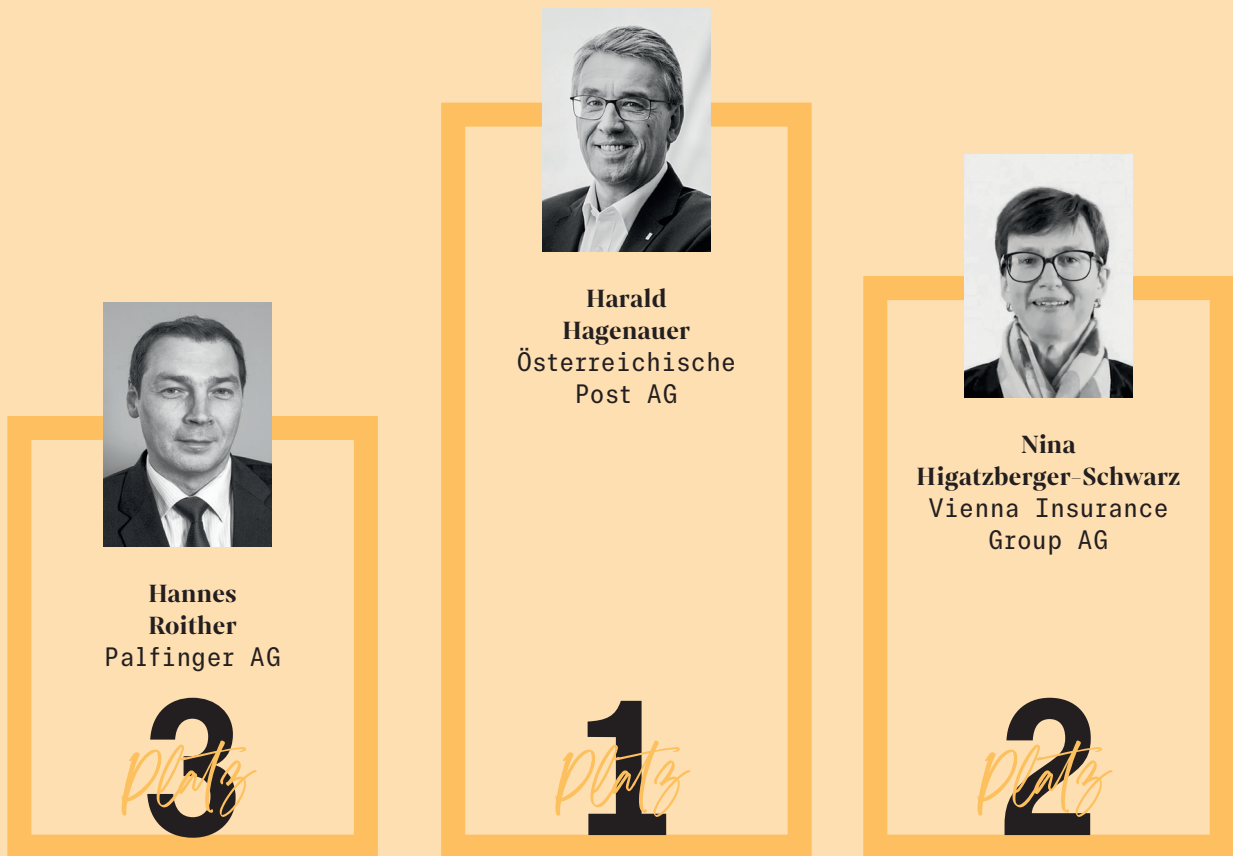 Hannes
Roither
Palfinger AG
3
Platz
Harald
Hagenauer
Österreichische
Post AG
1
Platz
Nina
Higatzberger-Schwarz
Vienna Insurance
Group AG
2
Platz